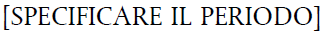 [SPECIFICARE IL PERIODO]